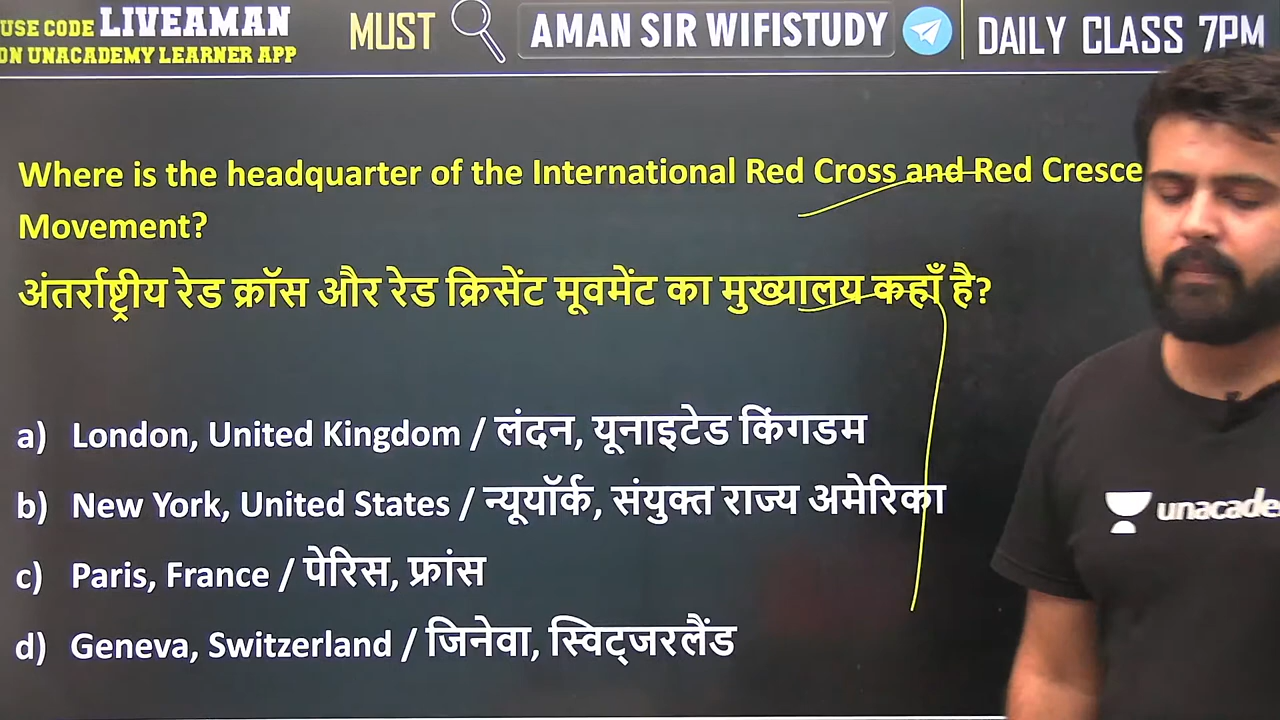 USE CODE LIVEAMAN
ON UNACADEMY LEARNER APP
MUST
AMAN SIR WIFISTUDY
DAILY CLASS 7PM
Where is the headquarter of the International Red Cross and Red Cresce
Movement?
अंतर्राष्ट्रीय रेड क्रॉस और रेड क्रिसेंट मूवमेंट का मुख्यालय कहाँ है?
a) London, United Kingdom / लंदन, यूनाइटेड किंगडम
b) New York, United States / न्यूयॉर्क, संयुक्त राज्य अमेरिका
c) Paris, France / पेरिस, फ्रांस
d) Geneva, Switzerland / जिनेवा, स्विट्जरलैंड
unacade